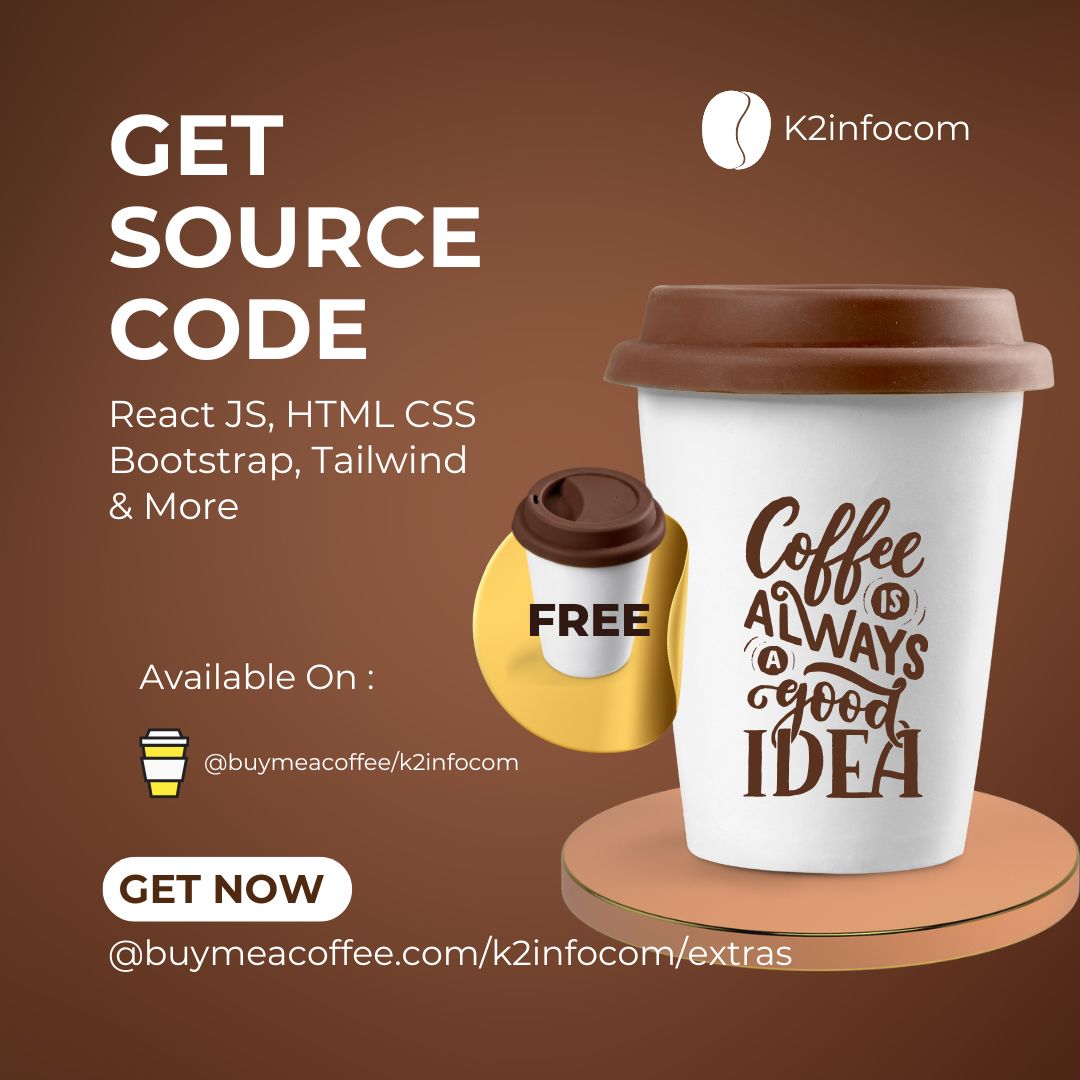 K2infocom
GET
SOURCE
CODE
React JS, HTML CSS
Bootstrap, Tailwind
& More
FREE
Coffee
IS
ALWAYS
A
good
IDEA
Available On :
@buymeacoffee/k2infocom
GET NOW
@buymeacoffee.com/k2infocom/extras